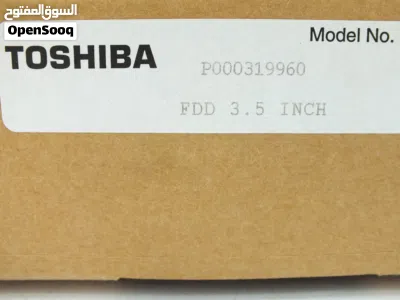 السوق المفتوح
OpenSooq
Model No.
TOSHIBA
P000319960
FDD 3.5 INCH